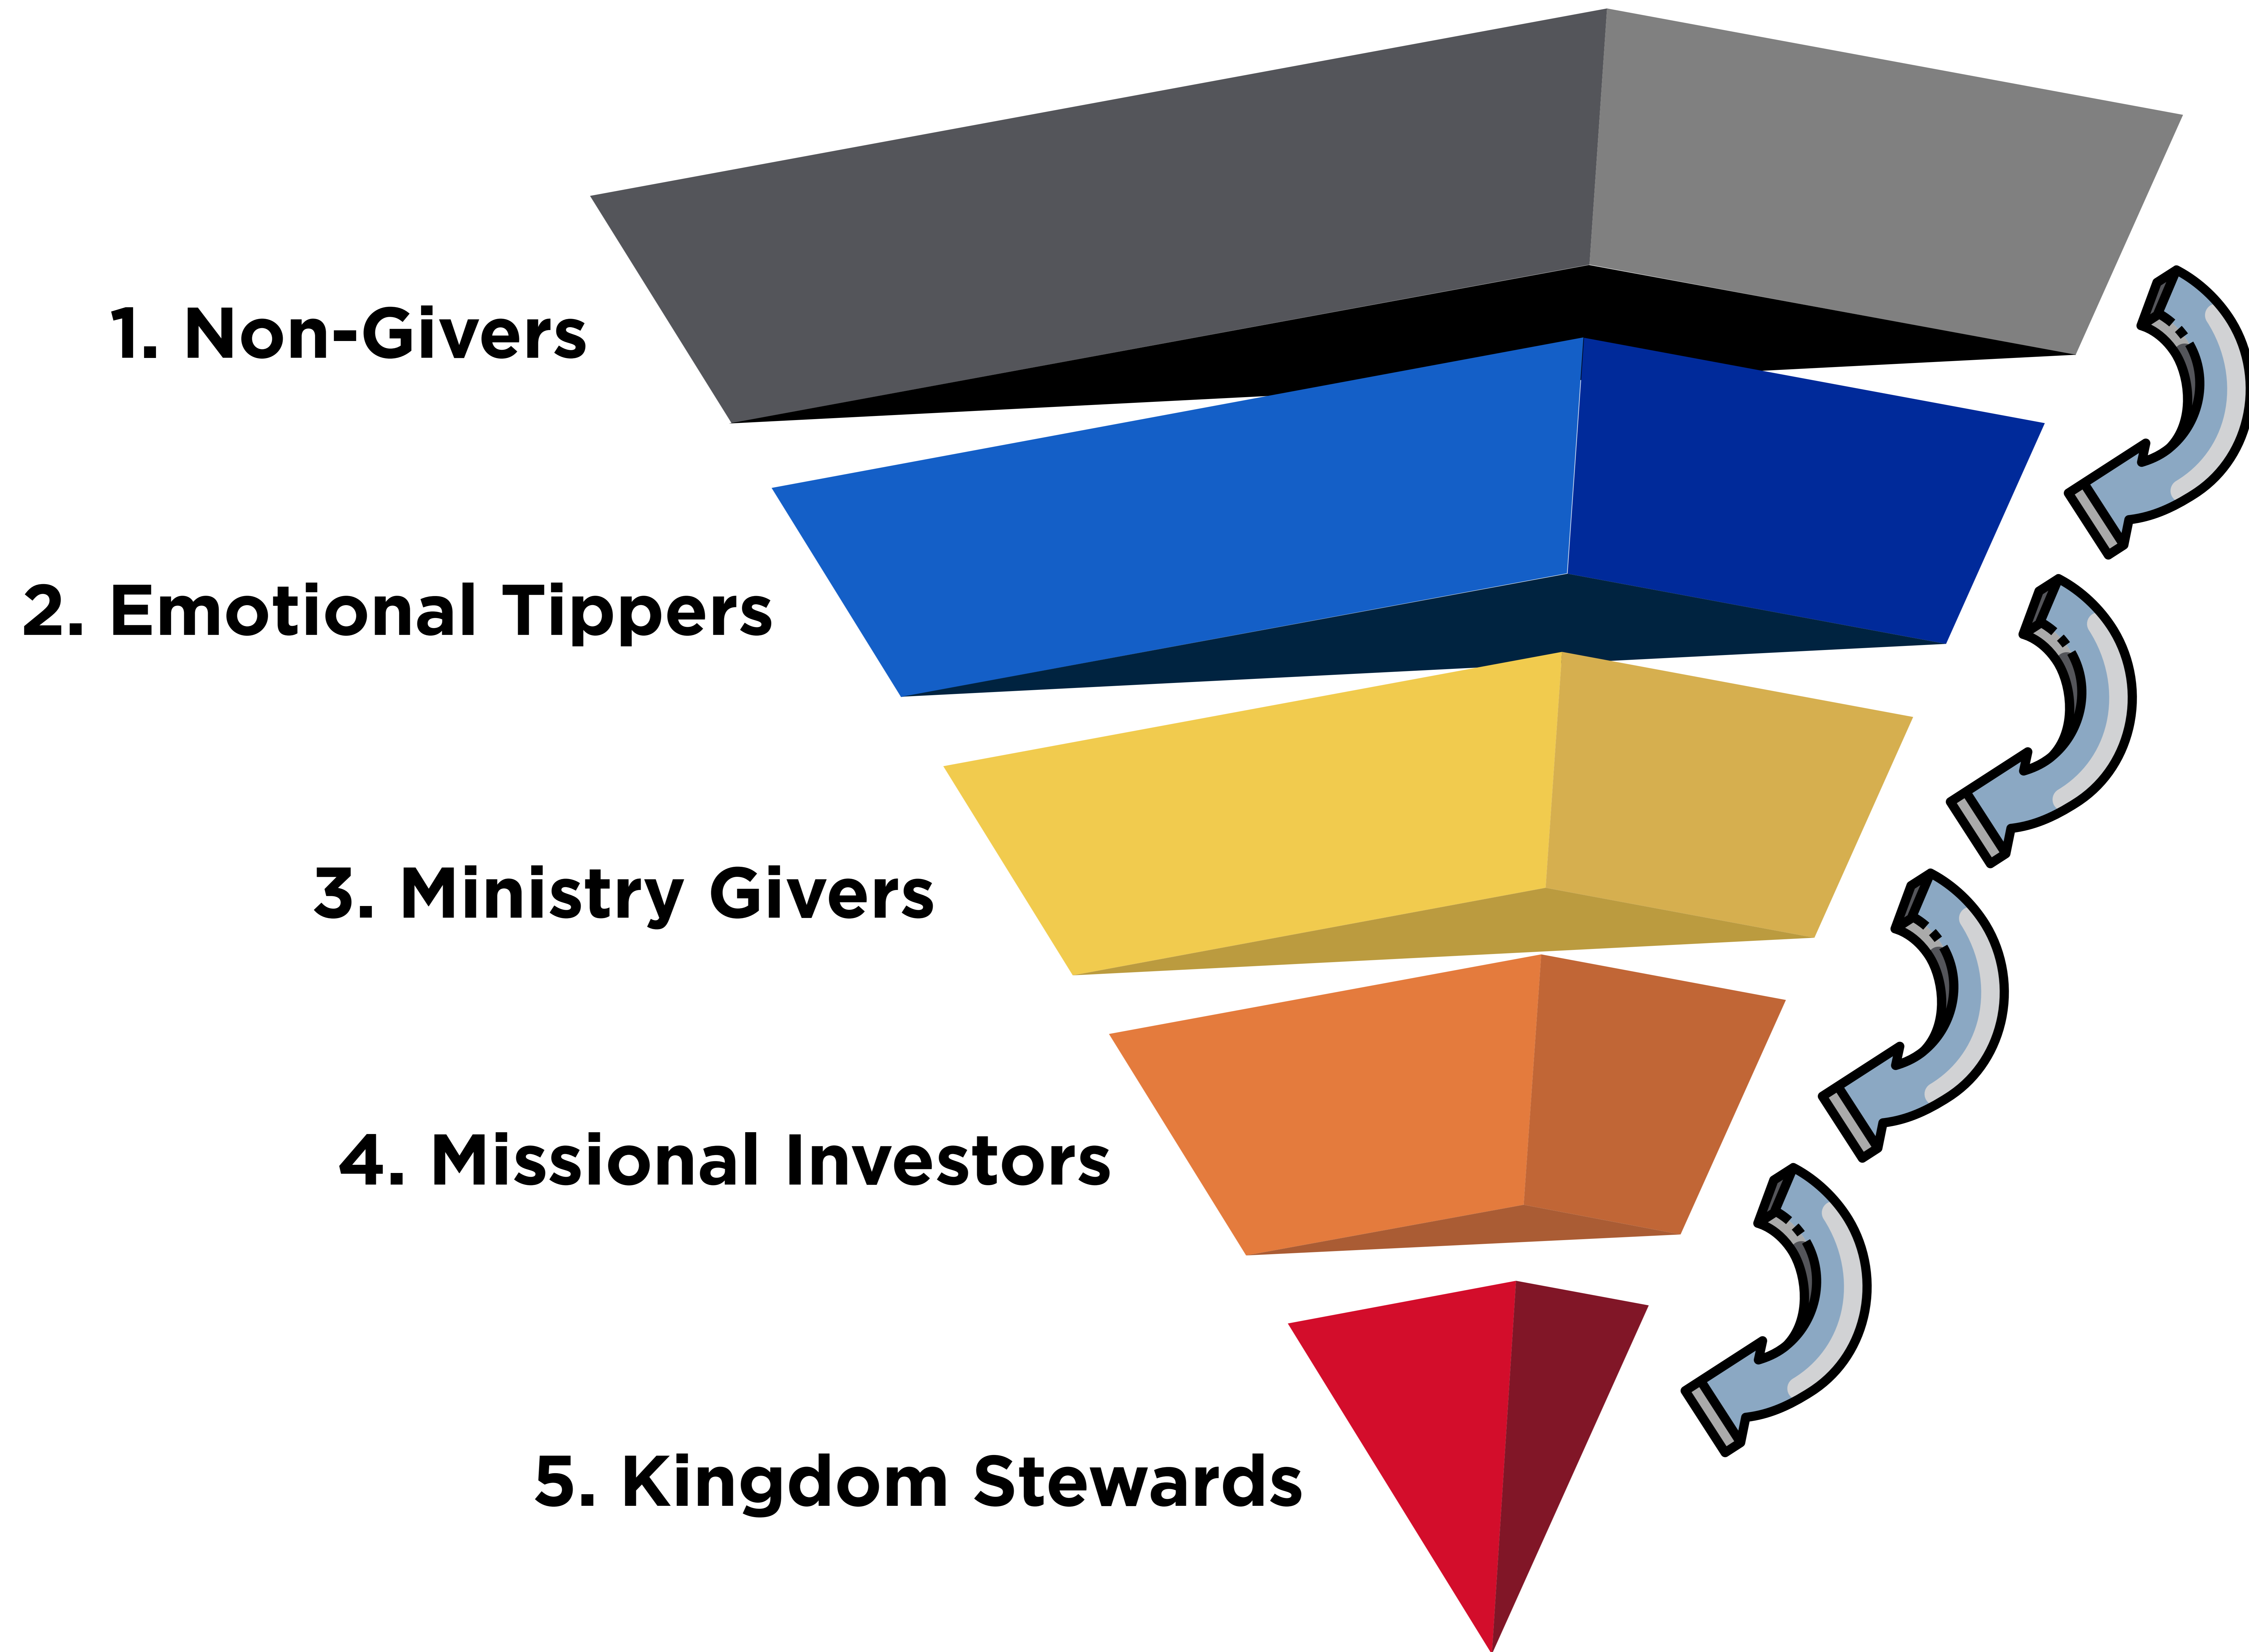 1. Non-Givers
2. Emotional Tippers
3. Ministry Givers
4. Missional Investors
5. Kingdom Stewards